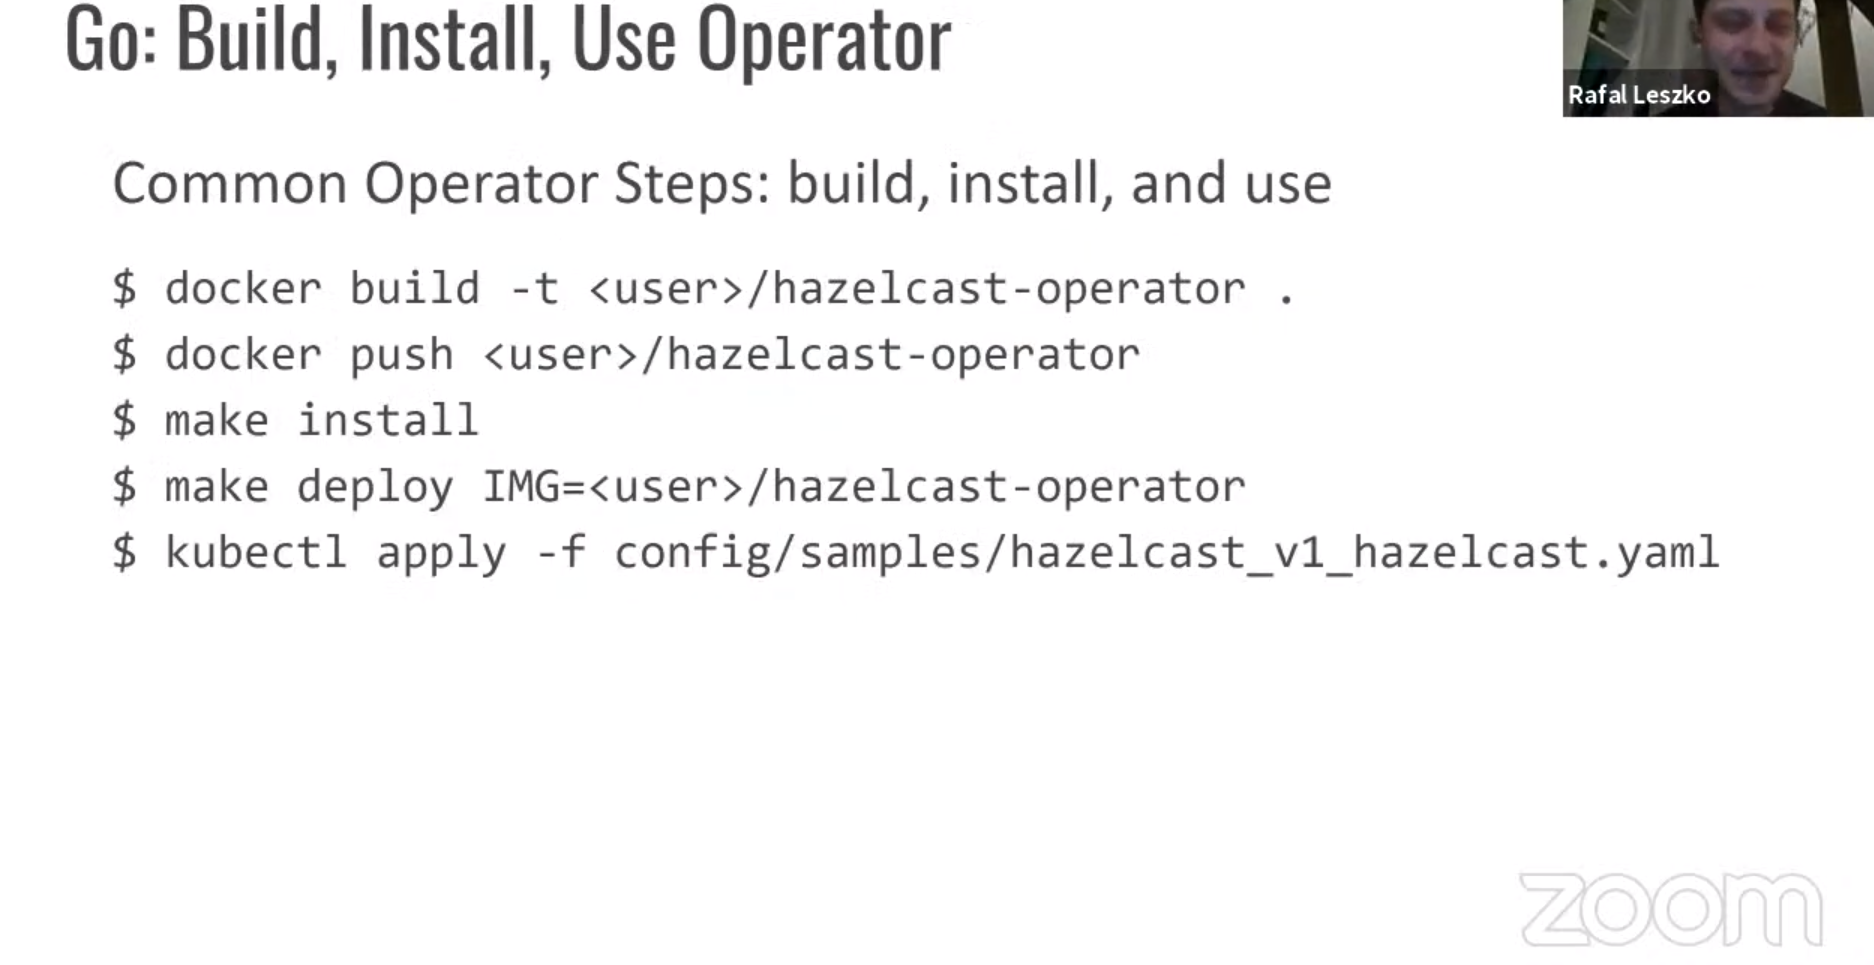 Go: Build, Install, Use Operator
Rafal Leszko
Common Operator Steps: build, install, and use
$ docker build -t <user>/hazelcast-operator .
$ docker push <user>/hazelcast-operator
$ make install
$ make deploy IMG=<user>/hazelcast-operator
$ kubectl apply -f config/samples/hazelcast_v1_hazelcast.yaml
zoom